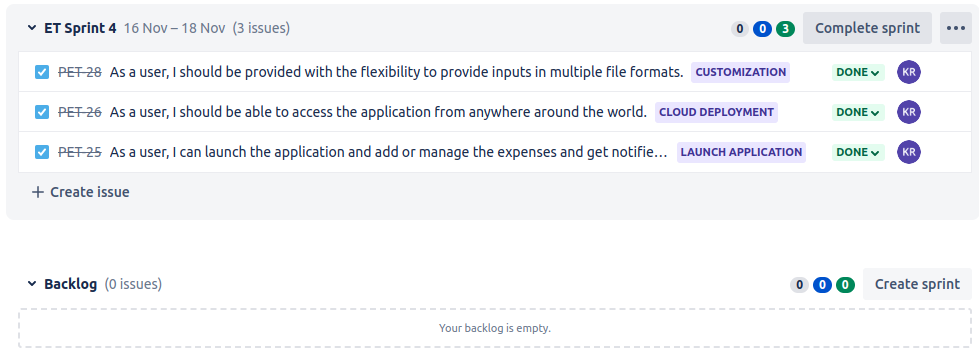 ET Sprint 4 16 Nov – 18 Nov (3 issues) 0 0 3 Complete sprint
PET-28 As a user, I should be provided with the flexibility to provide inputs in multiple file formats. CUSTOMIZATION DONE KR
PET-26 As a user, I should be able to access the application from anywhere around the world. CLOUD DEPLOYMENT DONE KR
PET-25 As a user, I can launch the application and add or manage the expenses and get notifie... LAUNCH APPLICATION DONE KR
+ Create issue
Backlog (0 issues) 0 0 0 Create sprint
Your backlog is empty.